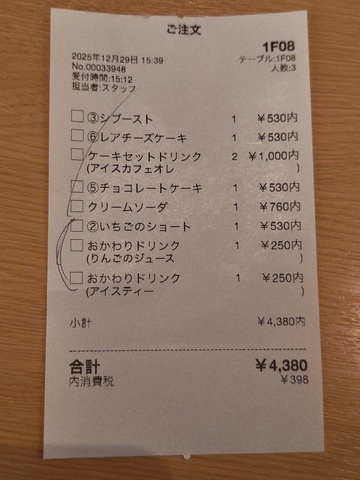 ご注文
1F08
2025年12月29日 15:39 テーブル:1F08
No.00033948 人数:3
受付時間:15:12
担当者:スタッフ
□③シブースト 1 ¥530内
□⑥レアチーズケーキ 1 ¥530内
□ケーキセットドリンク 2 ¥1,000内
(アイスカフェオレ )
□⑤チョコレートケーキ 1 ¥530内
□クリームソーダ 1 ¥760内
□②いちごのショート 1 ¥530内
□おかわりドリンク 1 ¥250内
(りんごのジュース )
□おかわりドリンク 1 ¥250内
(アイスティー )
小計 ¥4,380内
合計 ¥4,380
内消費税 ¥398